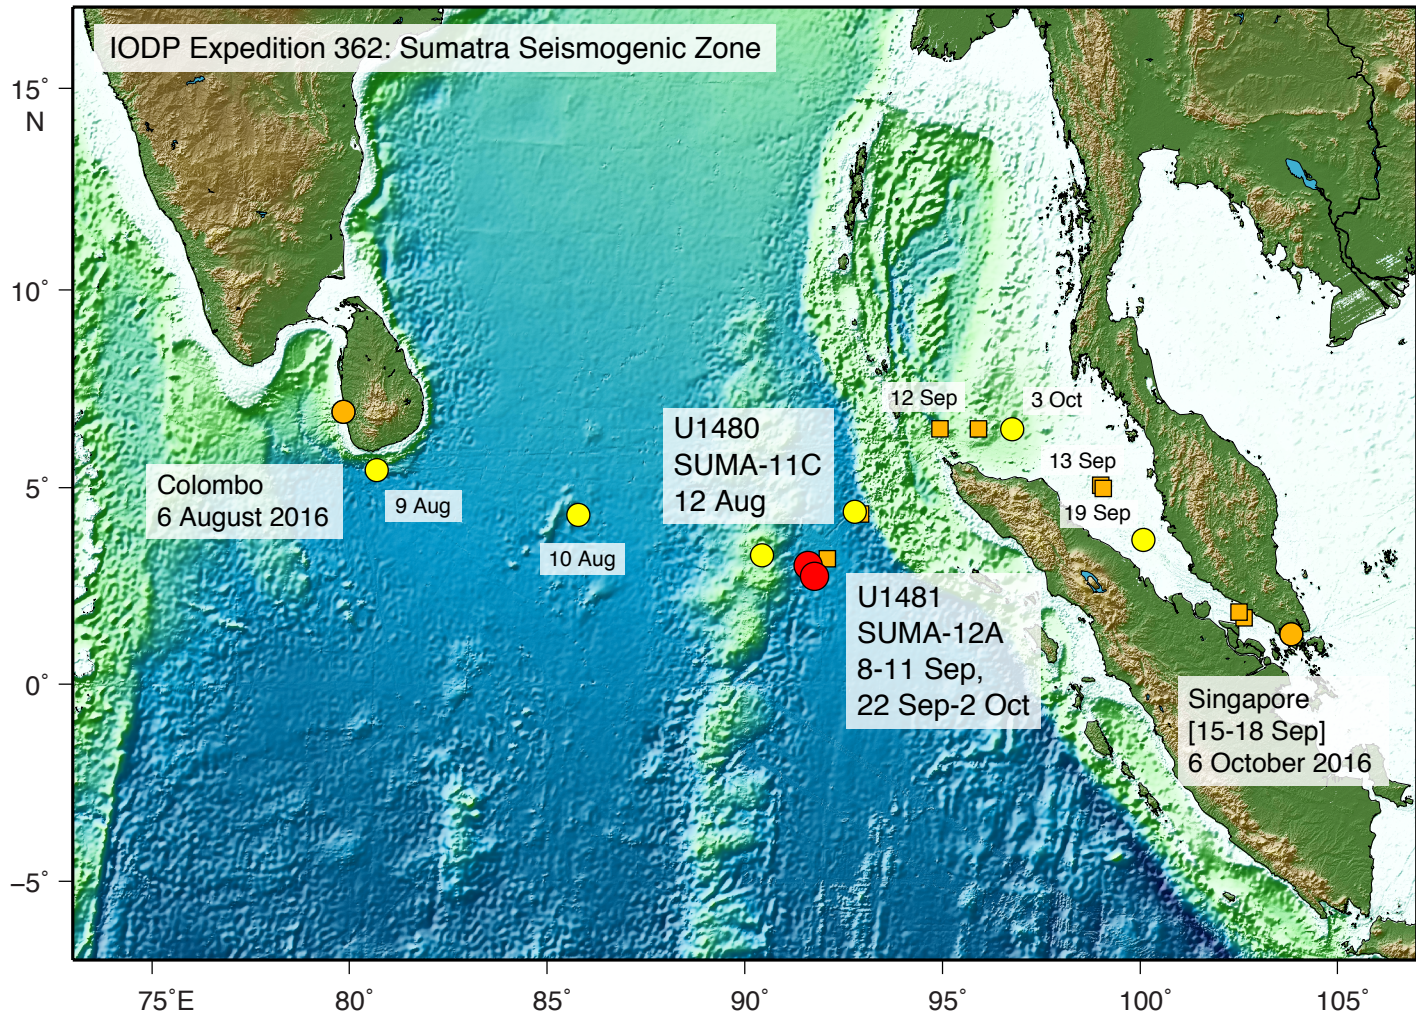 IODP Expedition 362: Sumatra Seismogenic Zone
15°
N
10°
5°
0°
−5°
12 Sep
3 Oct
U1480
SUMA-11C
12 Aug
13 Sep
19 Sep
Colombo
6 August 2016
9 Aug
10 Aug
U1481
SUMA-12A
8-11 Sep,
22 Sep-2 Oct
Singapore
[15-18 Sep]
6 October 2016
75°E
80°
85°
90°
95°
100°
105°